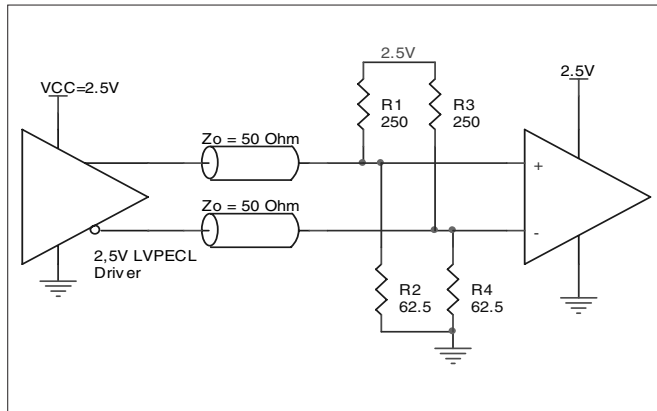 2.5V
VCC=2.5V
2.5V
R1
250
R3
250
Zo = 50 Ohm
+
Zo = 50 Ohm
-
2,5V LVPECL
Driver
R2
62.5
R4
62.5